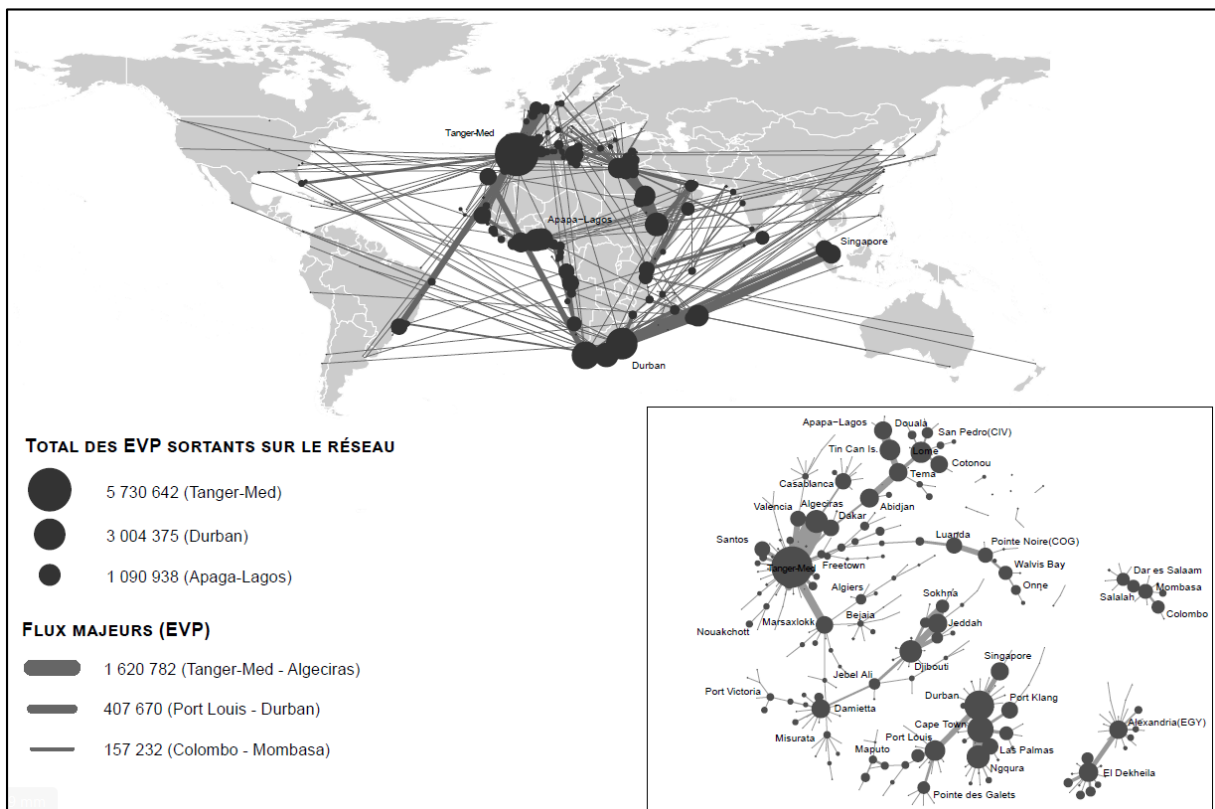 Tanger-Med
Apapa-Lagos
Singapore
Durban
TOTAL DES EVP SORTANTS SUR LE RÉSEAU
5 730 642 (Tanger-Med)
3 004 375 (Durban)
1 090 938 (Apaga-Lagos)
FLUX MAJEURS (EVP)
1 620 782 (Tanger-Med - Algeciras)
407 670 (Port Louis - Durban)
157 232 (Colombo - Mombasa)
Apapa-Lagos
Douala
San Pedro(CIV)
Tin Can Is.
Lome
Cotonou
Tema
Casablanca
Valencia
Algeciras
Dakar
Abidjan
Santos
Luanda
Pointe Noire(COG)
Tanger-Med
Freetown
Walvis Bay
Onne
Dar es Salaam
Mombasa
Salalah
Colombo
Algiers
Sokhna
Nouakchott
Marsaxlokk
Bejaia
Jeddah
Djibouti
Singapore
Jebel Ali
Port Victoria
Durban
Port Klang
Damietta
Cape Town
Alexandria(EGY)
Misurata
Port Louis
Las Palmas
Maputo
Ngqura
El Dekheila
Pointe des Galets